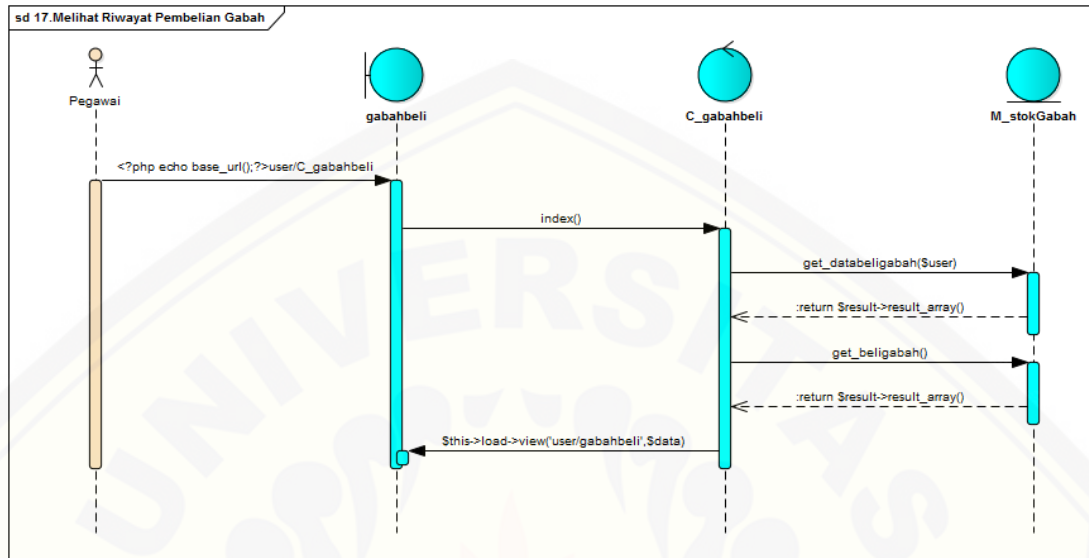 sd 17.Melihat Riwayat Pembelian Gabah
Pegawai
gabahbeli
C_gabahbeli
M_stokGabah
<?php echo base_url();?>user/C_gabahbeli
index()
get_databeligabah($user)
:return $result->result_array()
get_beligabah()
:return $result->result_array()
$this->load->view('user/gabahbeli',$data)
UNIVERSITAS